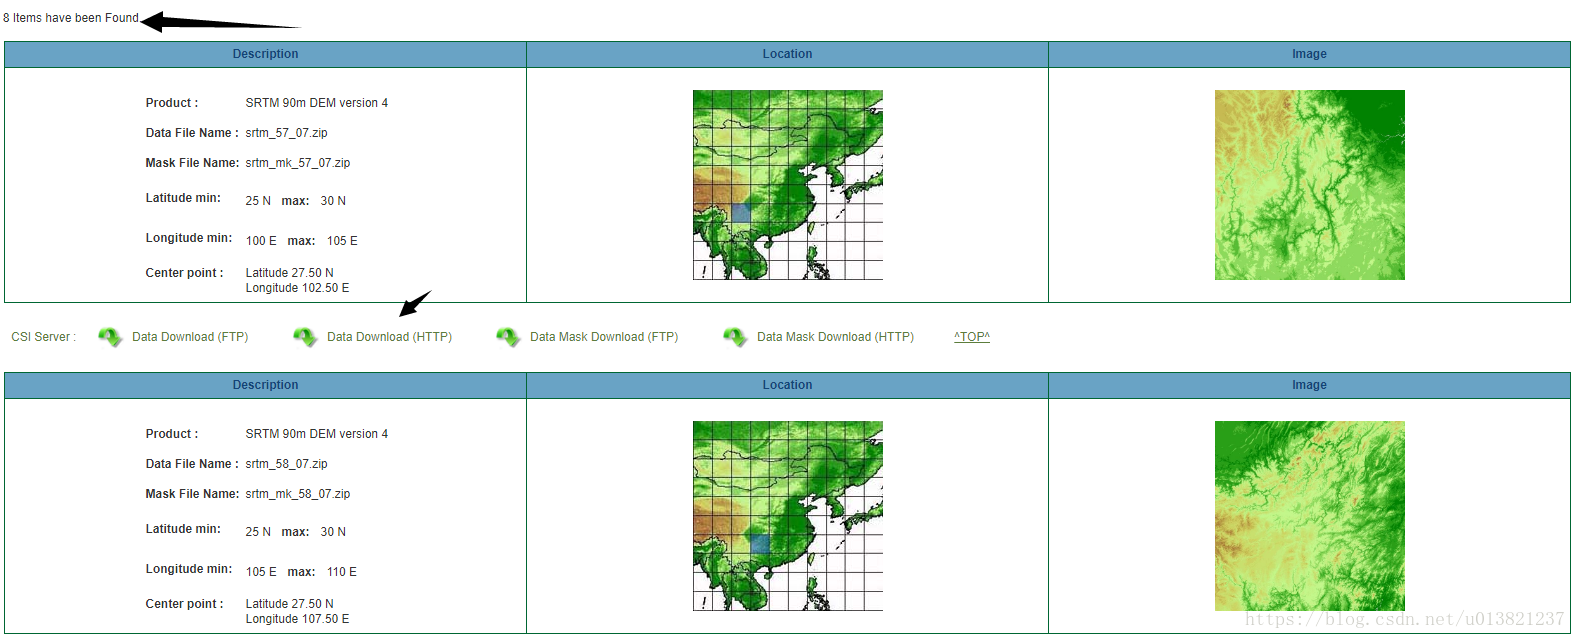 8 Items have been Found
Description Location Image
Product : SRTM 90m DEM version 4
Data File Name : srtm_57_07.zip
Mask File Name: srtm_mk_57_07.zip
Latitude min: 25 N max: 30 N
Longitude min: 100 E max: 105 E
Center point : Latitude 27.50 N
Longitude 102.50 E
CSI Server : Data Download (FTP) Data Download (HTTP) Data Mask Download (FTP) Data Mask Download (HTTP) ^TOP^
Description Location Image
Product : SRTM 90m DEM version 4
Data File Name : srtm_58_07.zip
Mask File Name: srtm_mk_58_07.zip
Latitude min: 25 N max: 30 N
Longitude min: 105 E max: 110 E
Center point : Latitude 27.50 N
Longitude 107.50 E
https://blog.csdn.net/u013821237